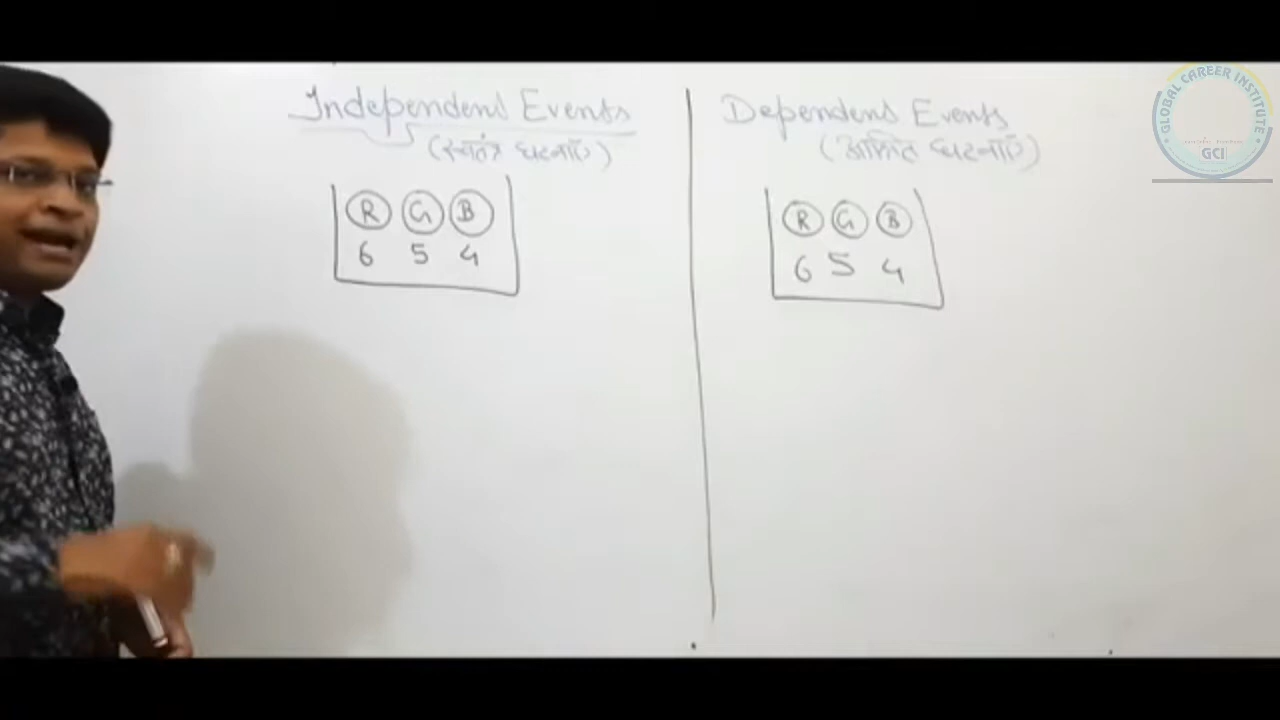 Independent Events
(स्वतंत्र घटनाएँ)
R G B
6 5 4
Dependent Events
(आश्रित घटनाएँ)
R G B
6 5 4
GLOBAL CAREER INSTITUTE
GCI